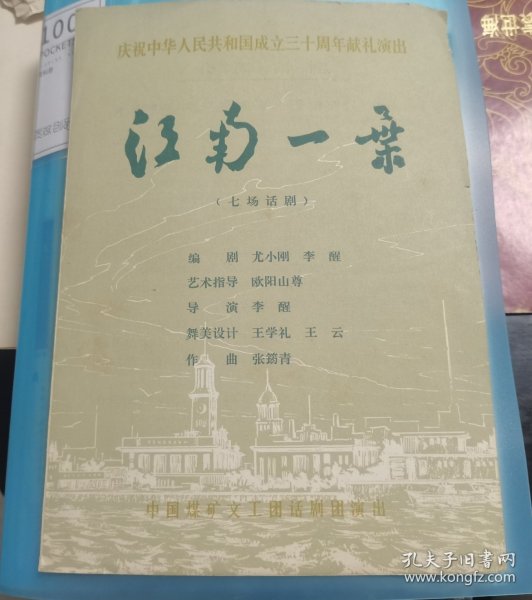 庆祝中华人民共和国成立三十周年献礼演出
江南一叶
（七场话剧）
编 剧 尤小刚 李 醒
艺术指导 欧阳山尊
导 演 李 醒
舞美设计 王学礼 王 云
作 曲 张筠青
中国煤矿文工团话剧团演出
100
POCKET
孔夫子旧书网
book.kongfz.com